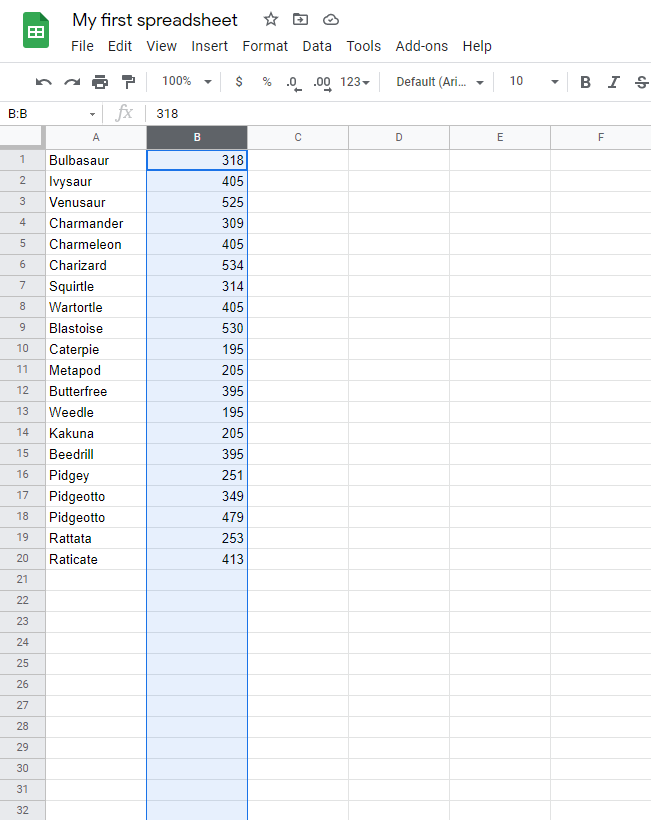 My first spreadsheet
File Edit View Insert Format Data Tools Add-ons Help
100% $ % .0 .00 123 Default (Ari... 10 B I S
B:B fx 318
A B C D E F
1 Bulbasaur 318
2 Ivysaur 405
3 Venusaur 525
4 Charmander 309
5 Charmeleon 405
6 Charizard 534
7 Squirtle 314
8 Wartortle 405
9 Blastoise 530
10 Caterpie 195
11 Metapod 205
12 Butterfree 395
13 Weedle 195
14 Kakuna 205
15 Beedrill 395
16 Pidgey 251
17 Pidgeotto 349
18 Pidgeotto 479
19 Rattata 253
20 Raticate 413
21
22
23
24
25
26
27
28
29
30
31
32